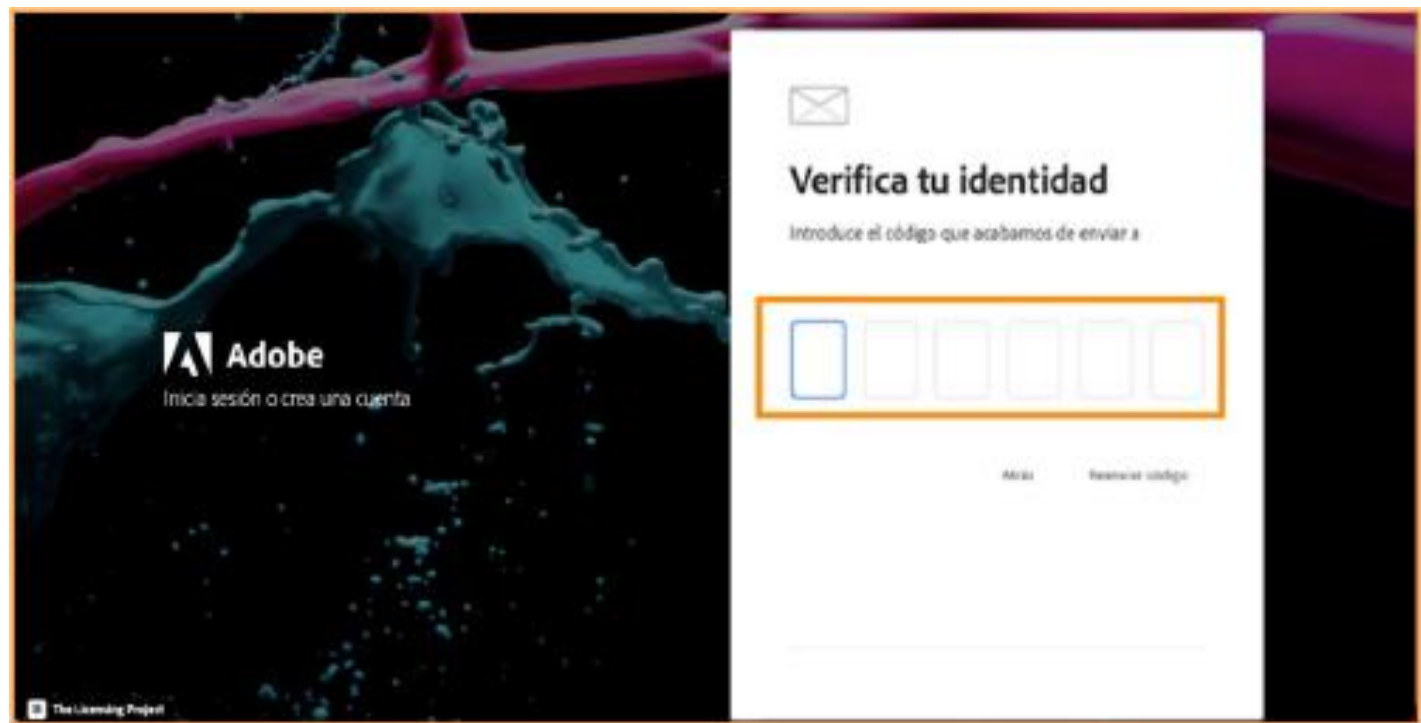 Adobe
Inicia sesión o crea una cuenta
The Licensing Project
Verifica tu identidad
Introduce el código que acabamos de enviar a
Atrás
Reenviar código